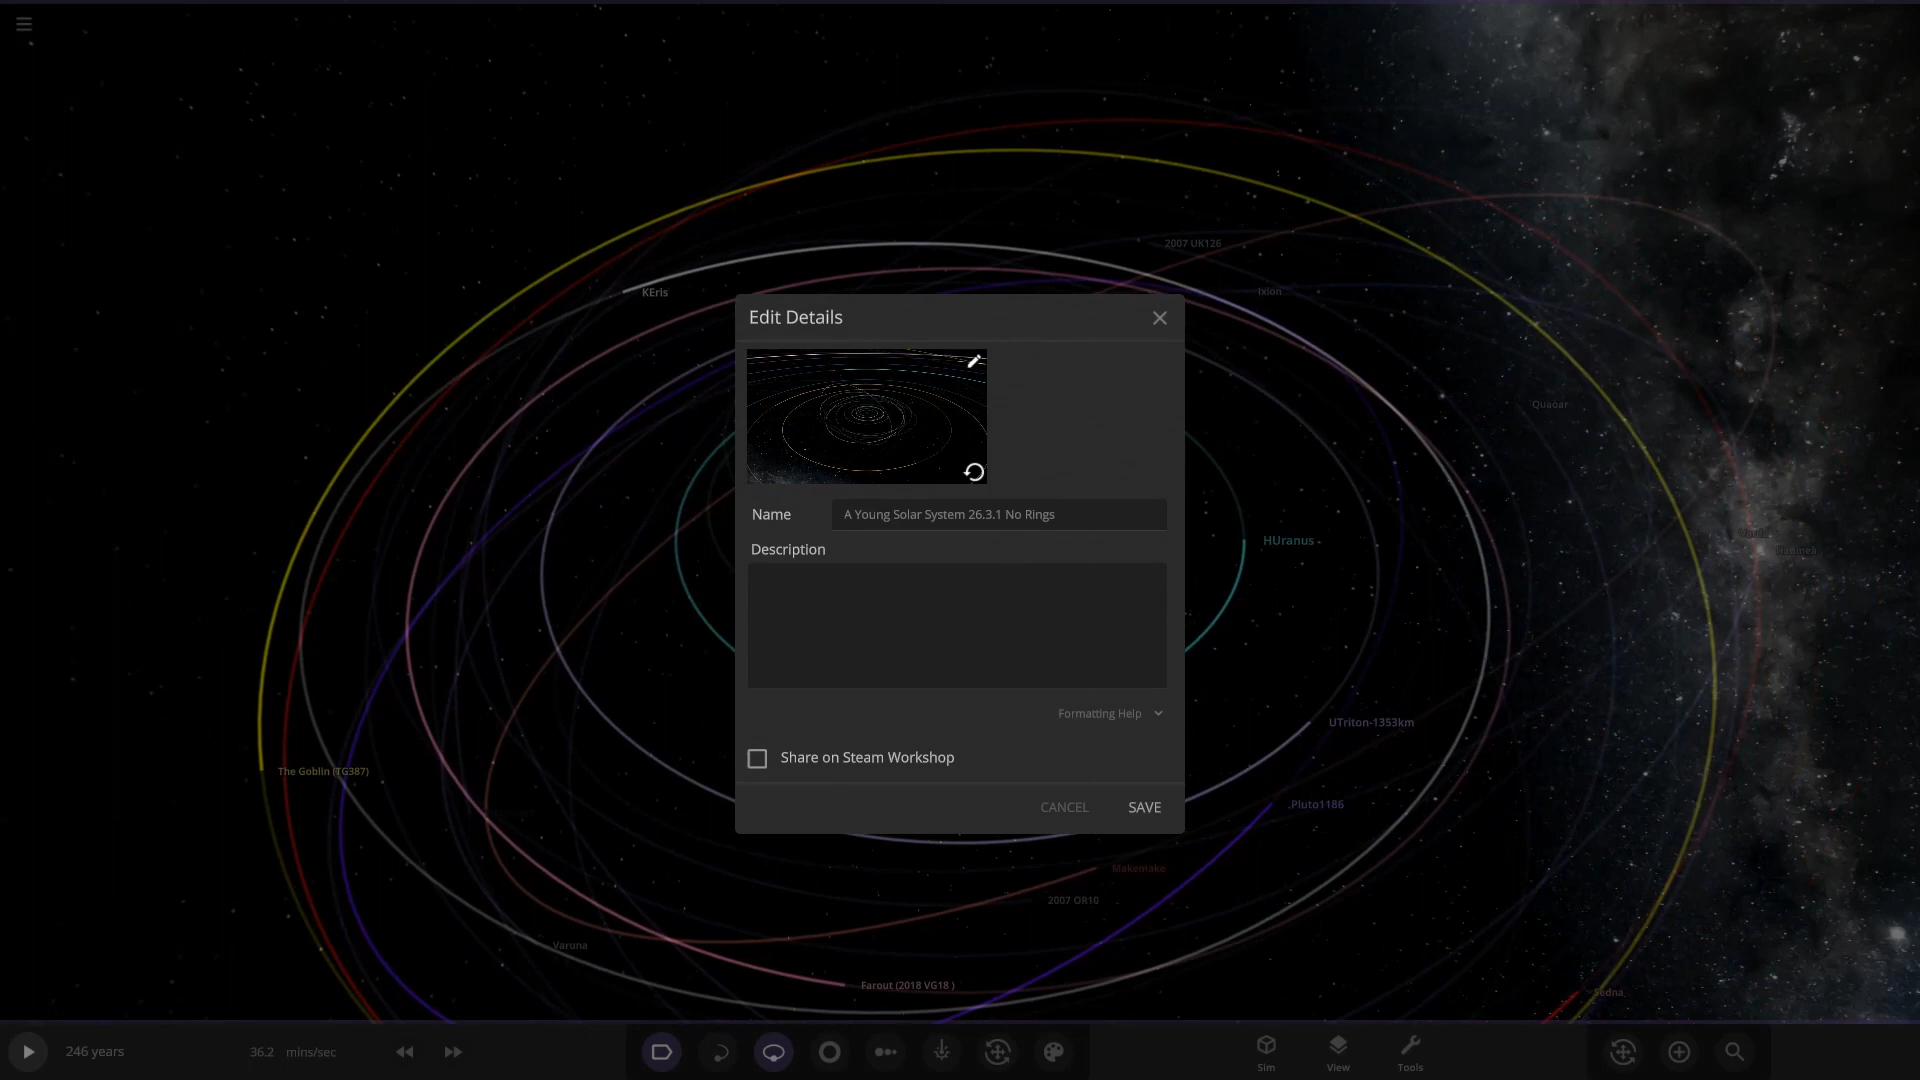 2007 UK126
KEris
Ixion
Edit Details
Quaoar
Name
A Young Solar System 26.3.1 No Rings
HUranus
Description
Haumea
Formatting Help
UTriton-1353km
Share on Steam Workshop
The Goblin (TG387)
.Pluto1186
CANCEL
SAVE
Makemake
2007 OR10
Varuna
Farout (2018 VG18 )
Sedna
246 years
36.2 mins/sec
Sim
View
Tools